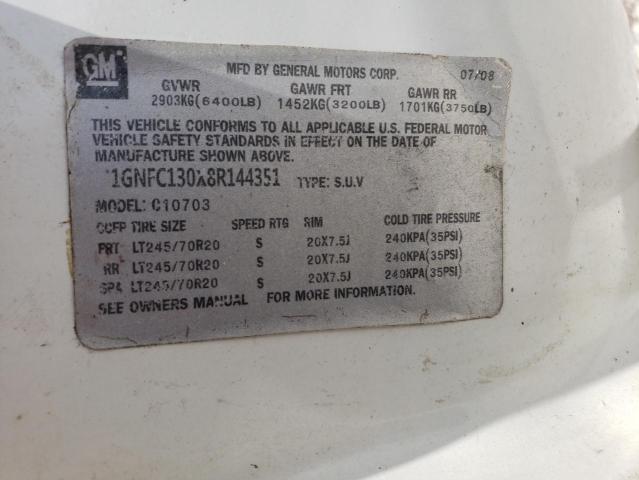 GM
MFD BY GENERAL MOTORS CORP. 07/08
GVWR GAWR FRT GAWR RR
2903KG(6400LB) 1452KG(3200LB) 1701KG(3750LB)
THIS VEHICLE CONFORMS TO ALL APPLICABLE U.S. FEDERAL MOTOR
VEHICLE SAFETY STANDARDS IN EFFECT ON THE DATE OF
MANUFACTURE SHOWN ABOVE.
1GNFC130X8R144351 TYPE: S.U.V
MODEL: C10703
CCFP TIRE SIZE SPEED RTG RIM COLD TIRE PRESSURE
FRT LT245/70R20 S 20X7.5J 240KPA(35PSI)
RR LT245/70R20 S 20X7.5J 240KPA(35PSI)
SPA LT245/70R20 S 20X7.5J 240KPA(35PSI)
SEE OWNERS MANUAL FOR MORE INFORMATION.